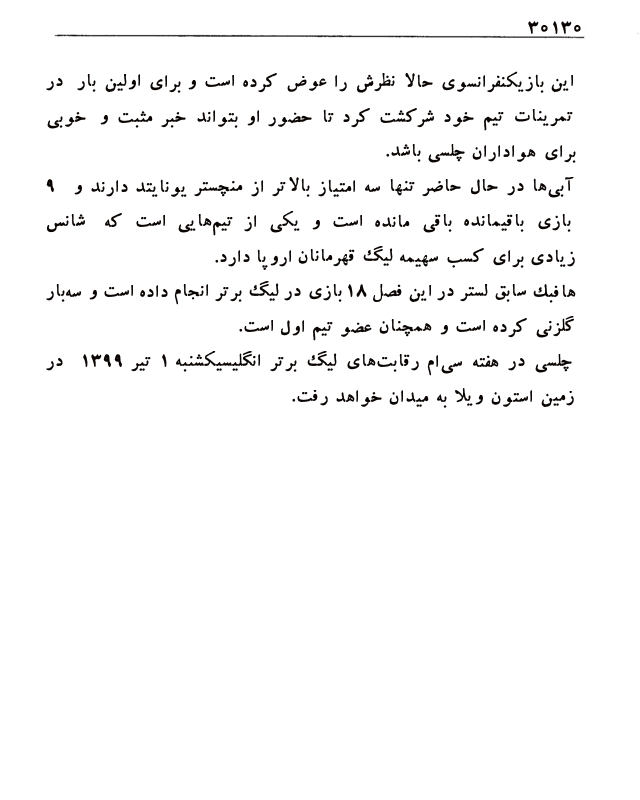 ۳۰۱۳۰
این بازیکنفرانسوی حالا نظرش را عوض کرده است و برای اولین بار در
تمرینات تیم خود شرکشت کرد تا حضور او بتواند خبر مثبت و خوبی
برای هواداران چلسی باشد.
آبی‌ها در حال حاضر تنها سه امتیاز بالاتر از منچستر یونایتد دارند و ۹
بازی باقیمانده باقی مانده است و یکی از تیم‌هایی است که شانس
زیادی برای کسب سهیمه لیگ قهرمانان اروپا دارد.
هافبک سابق لستر در این فصل ۱۸ بازی در لیگ برتر انجام داده است و سه‌بار
گلزنی کرده است و همچنان عضو تیم اول است.
چلسی در هفته سی‌ام رقابت‌های لیگ برتر انگلیسیکشنبه ۱ تیر ۱۳۹۹ در
زمین استون ویلا به میدان خواهد رفت.